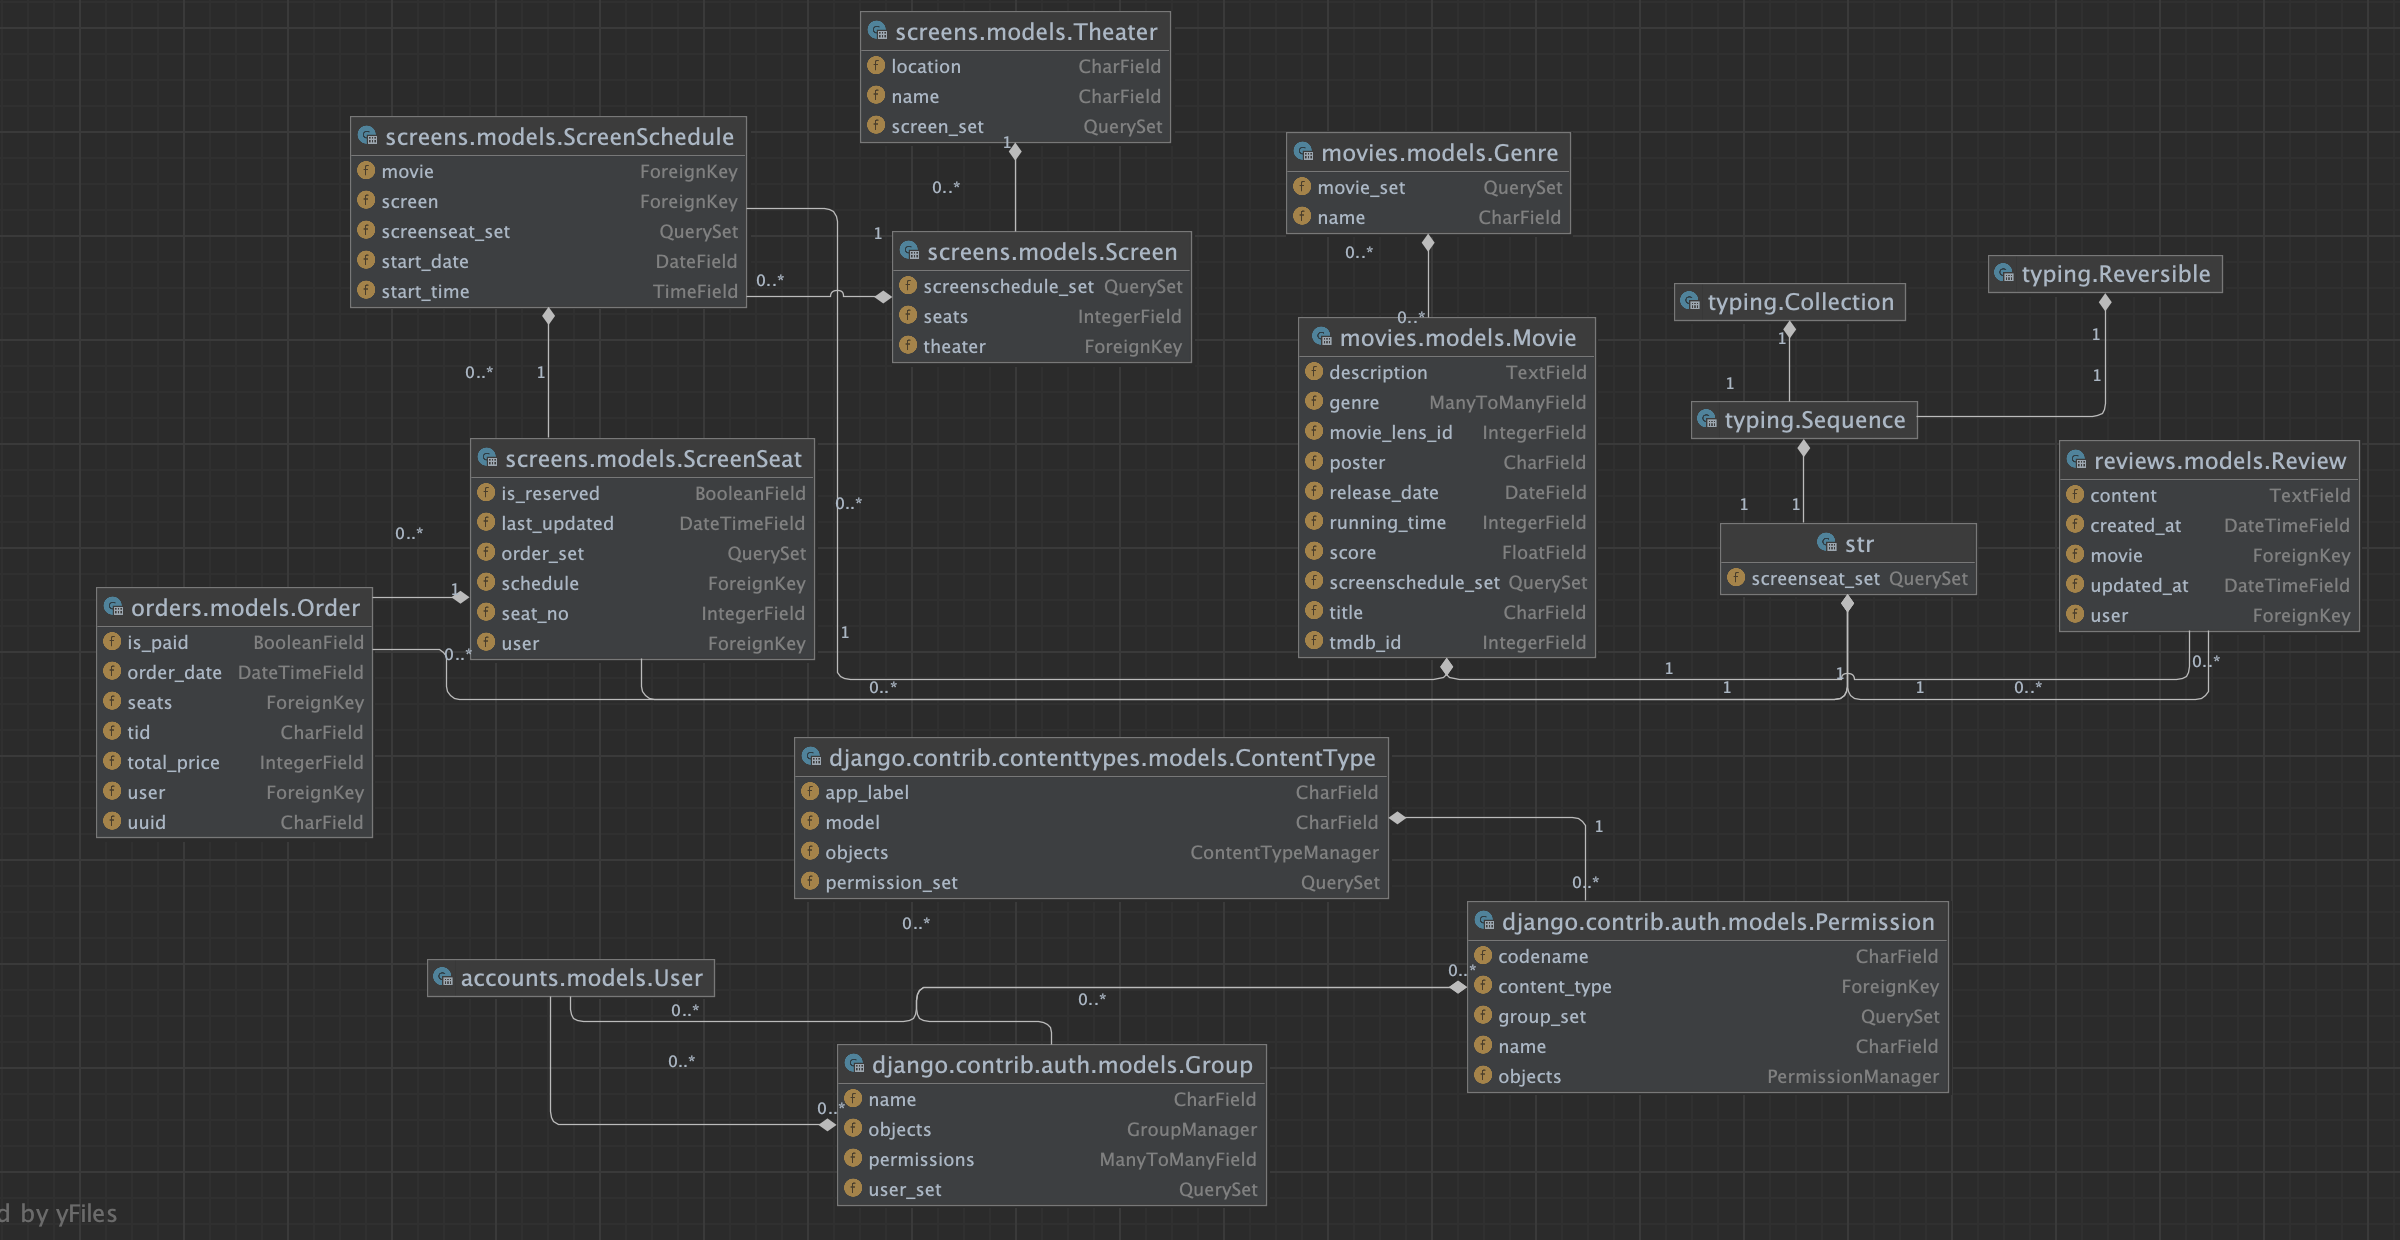 screens.models.Theater
location CharField
name CharField
screen_set QuerySet
1
0..*
screens.models.ScreenSchedule
movie ForeignKey
screen ForeignKey
screenseat_set QuerySet
start_date DateField
start_time TimeField
1
0..*
screens.models.Screen
screenschedule_set QuerySet
seats IntegerField
theater ForeignKey
movies.models.Genre
movie_set QuerySet
name CharField
0..*
0..*
movies.models.Movie
description TextField
genre ManyToManyField
movie_lens_id IntegerField
poster CharField
release_date DateField
running_time IntegerField
score FloatField
screenschedule_set QuerySet
title CharField
tmdb_id IntegerField
typing.Collection
1
1
typing.Reversible
1
1
typing.Sequence
1
1
str
screenseat_set QuerySet
reviews.models.Review
content TextField
created_at DateTimeField
movie ForeignKey
updated_at DateTimeField
user ForeignKey
0..*
1
screens.models.ScreenSeat
is_reserved BooleanField
last_updated DateTimeField
order_set QuerySet
schedule ForeignKey
seat_no IntegerField
user ForeignKey
0..*
1
0..*
0..*
1
orders.models.Order
is_paid BooleanField
order_date DateTimeField
seats ForeignKey
tid CharField
total_price IntegerField
user ForeignKey
uuid CharField
0..*
1
1
1
1
0..*
0..*
django.contrib.contenttypes.models.ContentType
app_label CharField
model CharField
objects ContentTypeManager
permission_set QuerySet
1
0..*
0..*
django.contrib.auth.models.Permission
codename CharField
content_type ForeignKey
group_set QuerySet
name CharField
objects PermissionManager
accounts.models.User
0..*
0..*
0..*
0..*
0..*
django.contrib.auth.models.Group
name CharField
objects GroupManager
permissions ManyToManyField
user_set QuerySet
d by yFiles